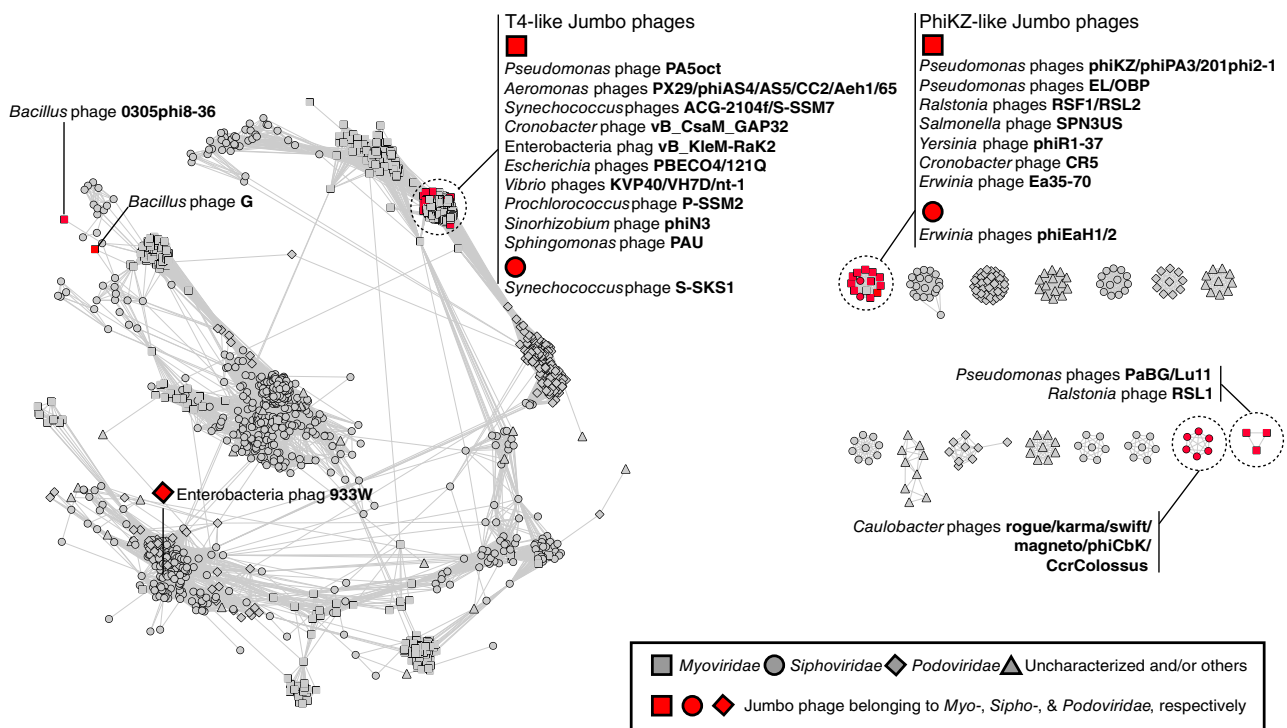 T4-like Jumbo phages
Pseudomonas phage PA5oct
Aeromonas phages PX29/phiAS4/AS5/CC2/Aeh1/65
Synechococcus phages ACG-2104f/S-SSM7
Cronobacter phage vB_CsaM_GAP32
Enterobacteria phag vB_KleM-RaK2
Escherichia phages PBECO4/121Q
Vibrio phages KVP40/VH7D/nt-1
Prochlorococcus phage P-SSM2
Sinorhizobium phage phiN3
Sphingomonas phage PAU
Synechococcus phage S-SKS1
PhiKZ-like Jumbo phages
Pseudomonas phages phiKZ/phiPA3/201phi2-1
Pseudomonas phages EL/OBP
Ralstonia phages RSF1/RSL2
Salmonella phage SPN3US
Yersinia phage phiR1-37
Cronobacter phage CR5
Erwinia phage Ea35-70
Erwinia phages phiEaH1/2
Bacillus phage 0305phi8-36
Bacillus phage G
Pseudomonas phages PaBG/Lu11
Ralstonia phage RSL1
Enterobacteria phag 933W
Caulobacter phages rogue/karma/swift/
magneto/phiCbK/
CcrColossus
Myoviridae Siphoviridae Podoviridae Uncharacterized and/or others
Jumbo phage belonging to Myo-, Sipho-, & Podoviridae, respectively